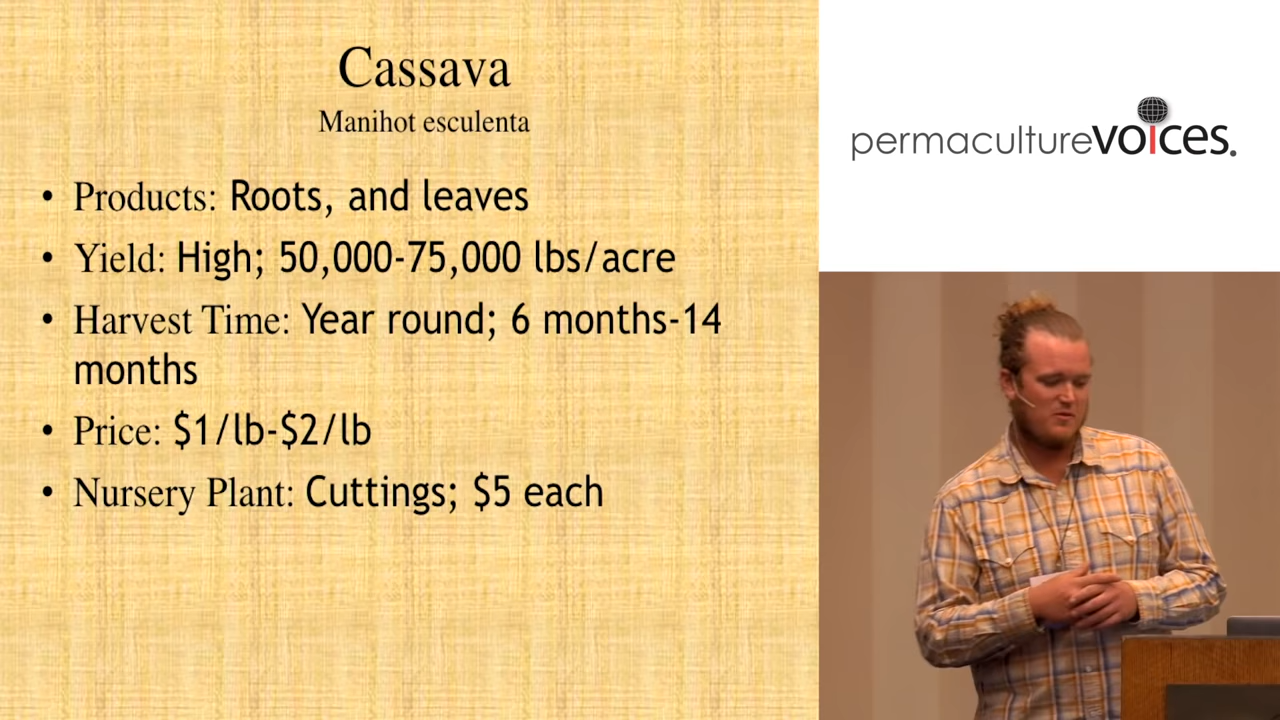 Cassava
Manihot esculenta
• Products: Roots, and leaves
• Yield: High; 50,000-75,000 lbs/acre
• Harvest Time: Year round; 6 months-14
months
• Price: $1/lb-$2/lb
• Nursery Plant: Cuttings; $5 each
permaculturevoices.